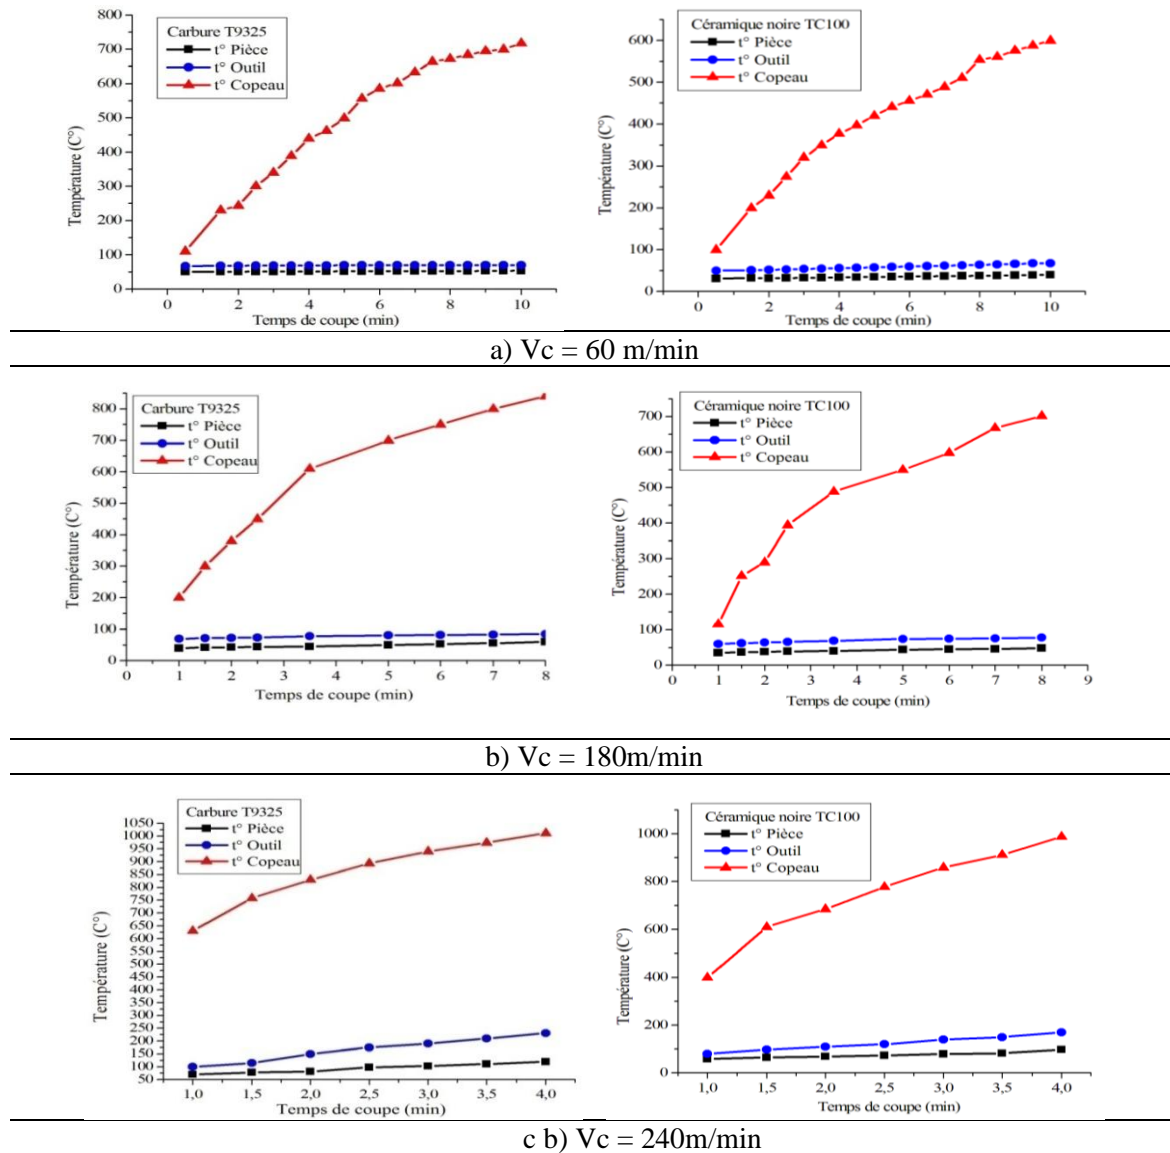 Carbure T9325
t° Pièce
t° Outil
t° Copeau
Température (C°)
800
700
600
500
400
300
200
100
0
0 2 4 6 8 10
Temps de coupe (min)
Céramique noire TC100
t° Pièce
t° Outil
t° Copeau
Température (C°)
600
500
400
300
200
100
0
0 2 4 6 8 10
Temps de coupe (min)
a) Vc = 60 m/min
Carbure T9325
t° Pièce
t° Outil
t° Copeau
Température (C°)
800
700
600
500
400
300
200
100
0
0 1 2 3 4 5 6 7 8
Temps de coupe (min)
Céramique noire TC100
t° Pièce
t° Outil
t° Copeau
Température (C°)
700
600
500
400
300
200
100
0
0 1 2 3 4 5 6 7 8 9
Temps de coupe (min)
b) Vc = 180m/min
Carbure T9325
t° Pièce
t° Outil
t° Copeau
Température (C°)
1050
1000
950
900
850
800
750
700
650
600
550
500
450
400
350
300
250
200
150
100
50
1,0 1,5 2,0 2,5 3,0 3,5 4,0
Temps de coupe (min)
Céramique noire TC100
t° Pièce
t° Outil
t° Copeau
Température (C°)
1000
800
600
400
200
0
1,0 1,5 2,0 2,5 3,0 3,5 4,0
Temps de coupe (min)
c b) Vc = 240m/min